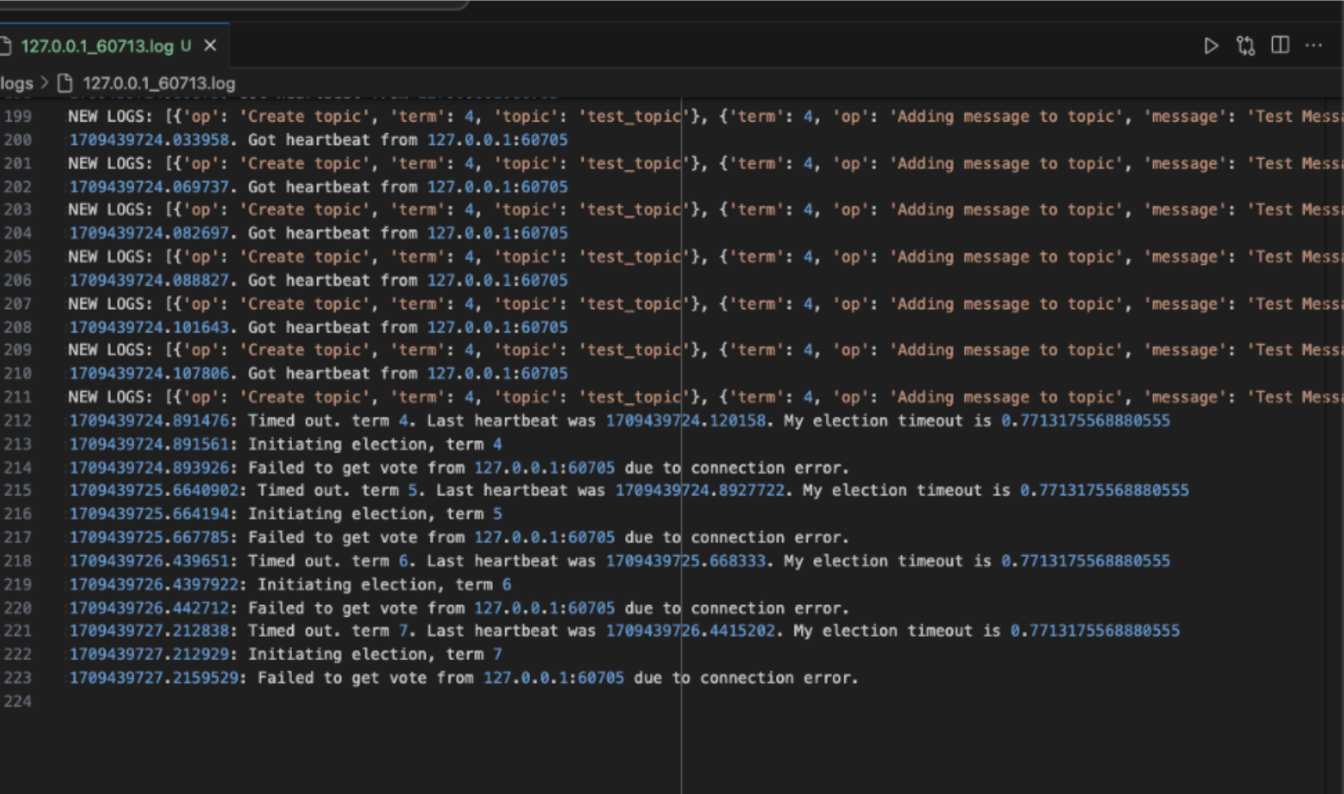 127.0.0.1_60713.log U
logs > 127.0.0.1_60713.log
199 NEW LOGS: [{'op': 'Create topic', 'term': 4, 'topic': 'test_topic'}, {'term': 4, 'op': 'Adding message to topic', 'message': 'Test
200 1709439724.033958. Got heartbeat from 127.0.0.1:60705
201 NEW LOGS: [{'op': 'Create topic', 'term': 4, 'topic': 'test_topic'}, {'term': 4, 'op': 'Adding message to topic', 'message': 'Test
202 1709439724.069737. Got heartbeat from 127.0.0.1:60705
203 NEW LOGS: [{'op': 'Create topic', 'term': 4, 'topic': 'test_topic'}, {'term': 4, 'op': 'Adding message to topic', 'message': 'Test
204 1709439724.082697. Got heartbeat from 127.0.0.1:60705
205 NEW LOGS: [{'op': 'Create topic', 'term': 4, 'topic': 'test_topic'}, {'term': 4, 'op': 'Adding message to topic', 'message': 'Test
206 1709439724.088827. Got heartbeat from 127.0.0.1:60705
207 NEW LOGS: [{'op': 'Create topic', 'term': 4, 'topic': 'test_topic'}, {'term': 4, 'op': 'Adding message to topic', 'message': 'Test
208 1709439724.101643. Got heartbeat from 127.0.0.1:60705
209 NEW LOGS: [{'op': 'Create topic', 'term': 4, 'topic': 'test_topic'}, {'term': 4, 'op': 'Adding message to topic', 'message': 'Test
210 1709439724.107806. Got heartbeat from 127.0.0.1:60705
211 NEW LOGS: [{'op': 'Create topic', 'term': 4, 'topic': 'test_topic'}, {'term': 4, 'op': 'Adding message to topic', 'message': 'Test
212 1709439724.891476: Timed out. term 4. Last heartbeat was 1709439724.120158. My election timeout is 0.7713175568880555
213 1709439724.891561: Initiating election, term 4
214 1709439724.893926: Failed to get vote from 127.0.0.1:60705 due to connection error.
215 1709439725.6640902: Timed out. term 5. Last heartbeat was 1709439724.8927722. My election timeout is 0.7713175568880555
216 1709439725.664194: Initiating election, term 5
217 1709439725.667785: Failed to get vote from 127.0.0.1:60705 due to connection error.
218 1709439726.439651: Timed out. term 6. Last heartbeat was 1709439725.668333. My election timeout is 0.7713175568880555
219 1709439726.4397922: Initiating election, term 6
220 1709439726.442712: Failed to get vote from 127.0.0.1:60705 due to connection error.
221 1709439727.212838: Timed out. term 7. Last heartbeat was 1709439726.4415202. My election timeout is 0.7713175568880555
222 1709439727.212929: Initiating election, term 7
223 1709439727.2159529: Failed to get vote from 127.0.0.1:60705 due to connection error.
224